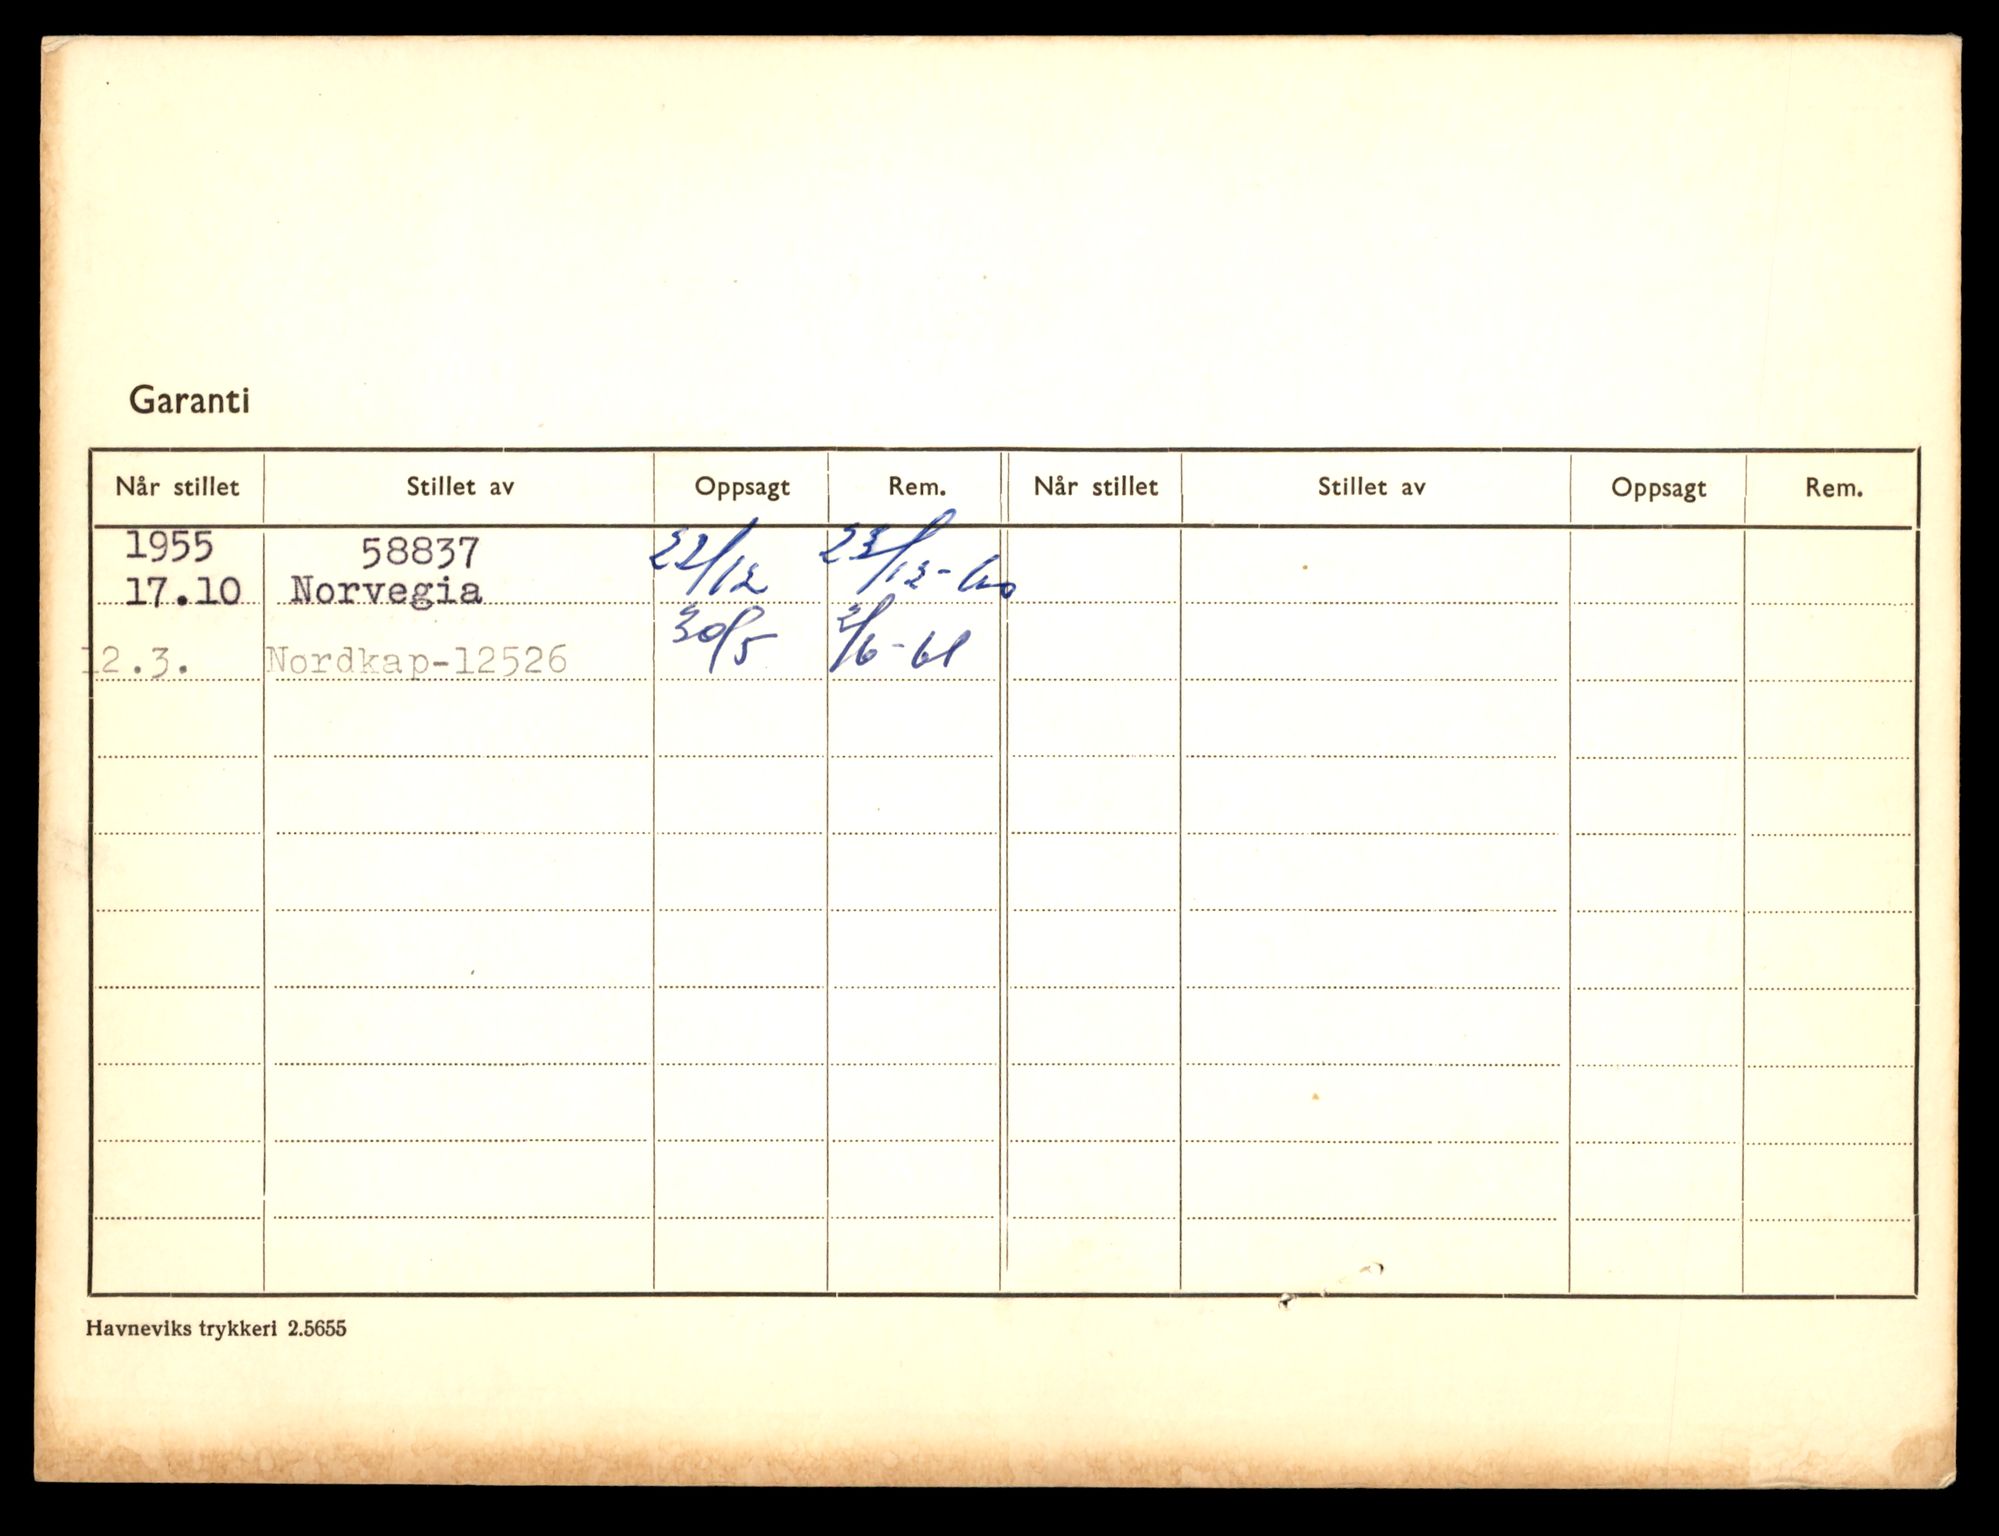 Garanti
Når stillet Stillet av Oppsagt Rem. Når stillet Stillet av Oppsagt Rem.
1955 58837 22/12 23/12-60
17.10 Norvegia
12.3. Nordkap-12526 30/5 2/6-61
Havneviks trykkeri 2.5655